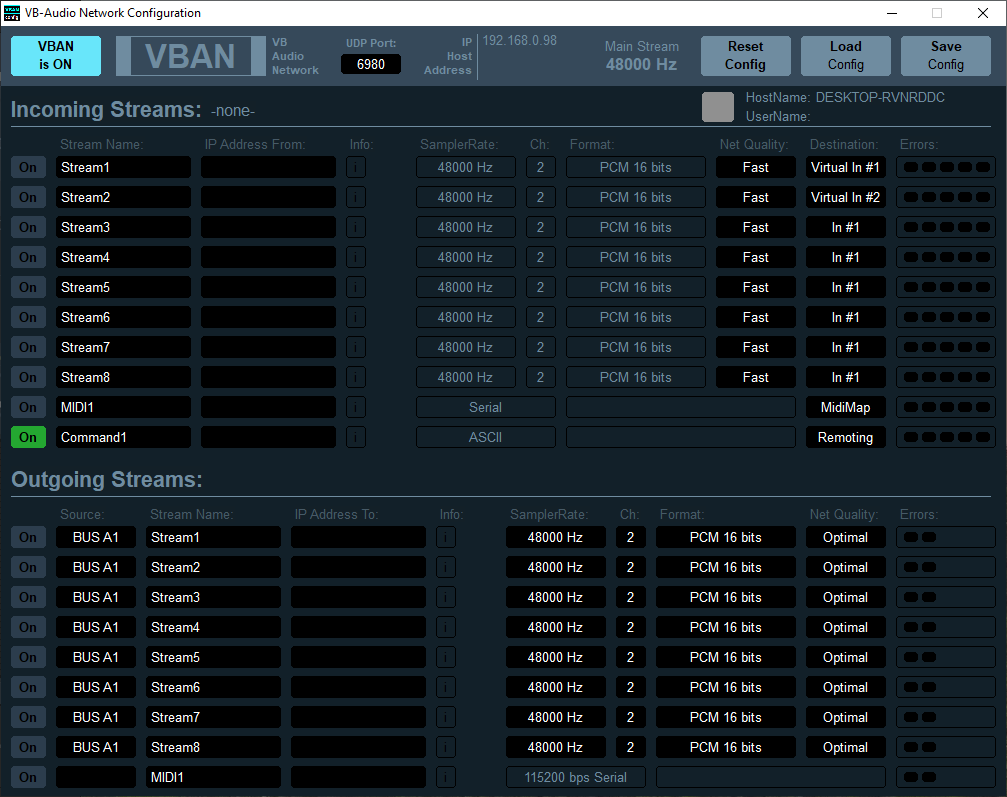 VB-Audio Network Configuration
VBAN is ON
VBAN
VB Audio Network
UDP Port:
6980
IP Host Address
192.168.0.98
Main Stream
48000 Hz
Reset Config
Load Config
Save Config
Incoming Streams: -none-
HostName: DESKTOP-RVNRDDC
UserName:
Stream Name: IP Address From: Info: SamplerRate: Ch: Format: Net Quality: Destination: Errors:
On Stream1 i 48000 Hz 2 PCM 16 bits Fast Virtual In #1
On Stream2 i 48000 Hz 2 PCM 16 bits Fast Virtual In #2
On Stream3 i 48000 Hz 2 PCM 16 bits Fast In #1
On Stream4 i 48000 Hz 2 PCM 16 bits Fast In #1
On Stream5 i 48000 Hz 2 PCM 16 bits Fast In #1
On Stream6 i 48000 Hz 2 PCM 16 bits Fast In #1
On Stream7 i 48000 Hz 2 PCM 16 bits Fast In #1
On Stream8 i 48000 Hz 2 PCM 16 bits Fast In #1
On MIDI1 i Serial MidiMap
On Command1 i ASCII Remoting
Outgoing Streams:
Source: Stream Name: IP Address To: Info: SamplerRate: Ch: Format: Net Quality: Errors:
On BUS A1 Stream1 i 48000 Hz 2 PCM 16 bits Optimal
On BUS A1 Stream2 i 48000 Hz 2 PCM 16 bits Optimal
On BUS A1 Stream3 i 48000 Hz 2 PCM 16 bits Optimal
On BUS A1 Stream4 i 48000 Hz 2 PCM 16 bits Optimal
On BUS A1 Stream5 i 48000 Hz 2 PCM 16 bits Optimal
On BUS A1 Stream6 i 48000 Hz 2 PCM 16 bits Optimal
On BUS A1 Stream7 i 48000 Hz 2 PCM 16 bits Optimal
On BUS A1 Stream8 i 48000 Hz 2 PCM 16 bits Optimal
On MIDI1 i 115200 bps Serial